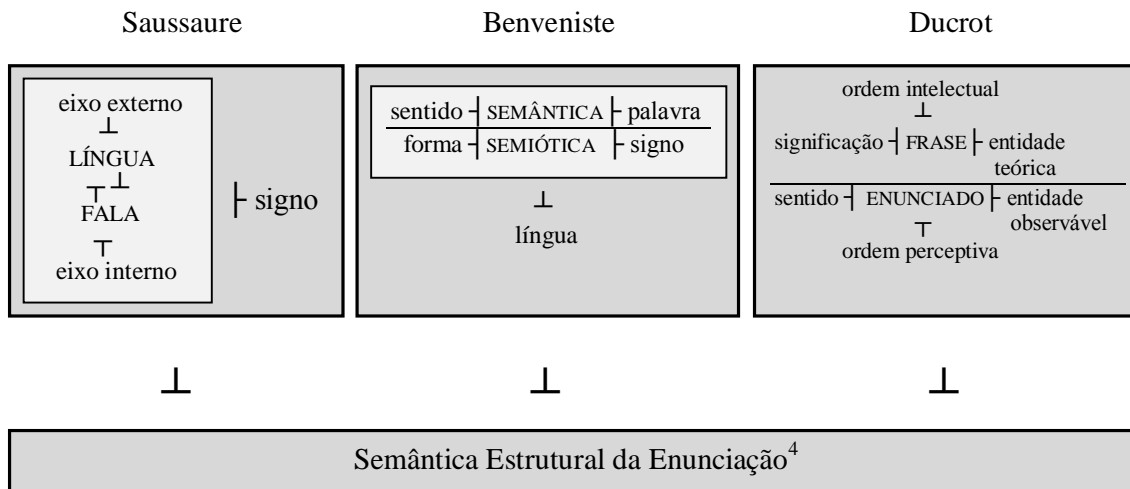 Saussaure
Benveniste
Ducrot
eixo externo
LÍNGUA
FALA
eixo interno
signo
sentido SEMÂNTICA palavra
forma SEMIÓTICA signo
língua
ordem intelectual
significação FRASE entidade
teórica
sentido ENUNCIADO entidade
observável
ordem perceptiva
Semântica Estrutural da Enunciação4